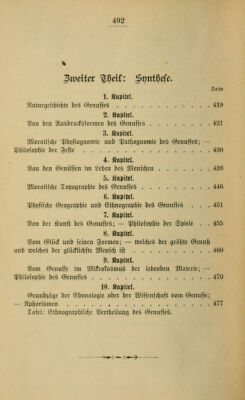 492
Zweiter Theil: Synthese.
Seite
1. Kapitel.
Naturgeschichte des Genusses . . . . . . . . . . . 419
2. Kapitel.
Von den Ausdrucksformen des Genusses . . . . . . . . 421
3. Kapitel.
Moralische Physiognomie und Pathognomie des Genusses; —
Philosophie der Feste . . . . . . . . . . . . . 430
4. Kapitel.
Von den Genüssen im Leben des Menschen . . . . . . . 438
5. Kapitel.
Moralische Topographie des Genusses . . . . . . . . 446
6. Kapitel.
Physische Geographie und Ethnographie des Genusses . . . . 451
7. Kapitel.
Von der Kunst des Genusses; — Philosophie der Spiele . . . 455
8. Kapitel.
Vom Glück und seinen Formen; — welches der größte Genuß
und welches der glücklichste Mensch ist . . . . . . . 460
9. Kapitel.
Vom Genusse im Mikrokosmus der lebenden Materie; —
Philosophie des Genusses . . . . . . . . . . . . 470
10. Kapitel.
Grundzüge der Edonologie oder der Wissenschaft vom Genusse;
— Aphorismen . . . . . . . . . . . . . . . 477
Tafel: Ethnographische Vertheilung des Genusses.